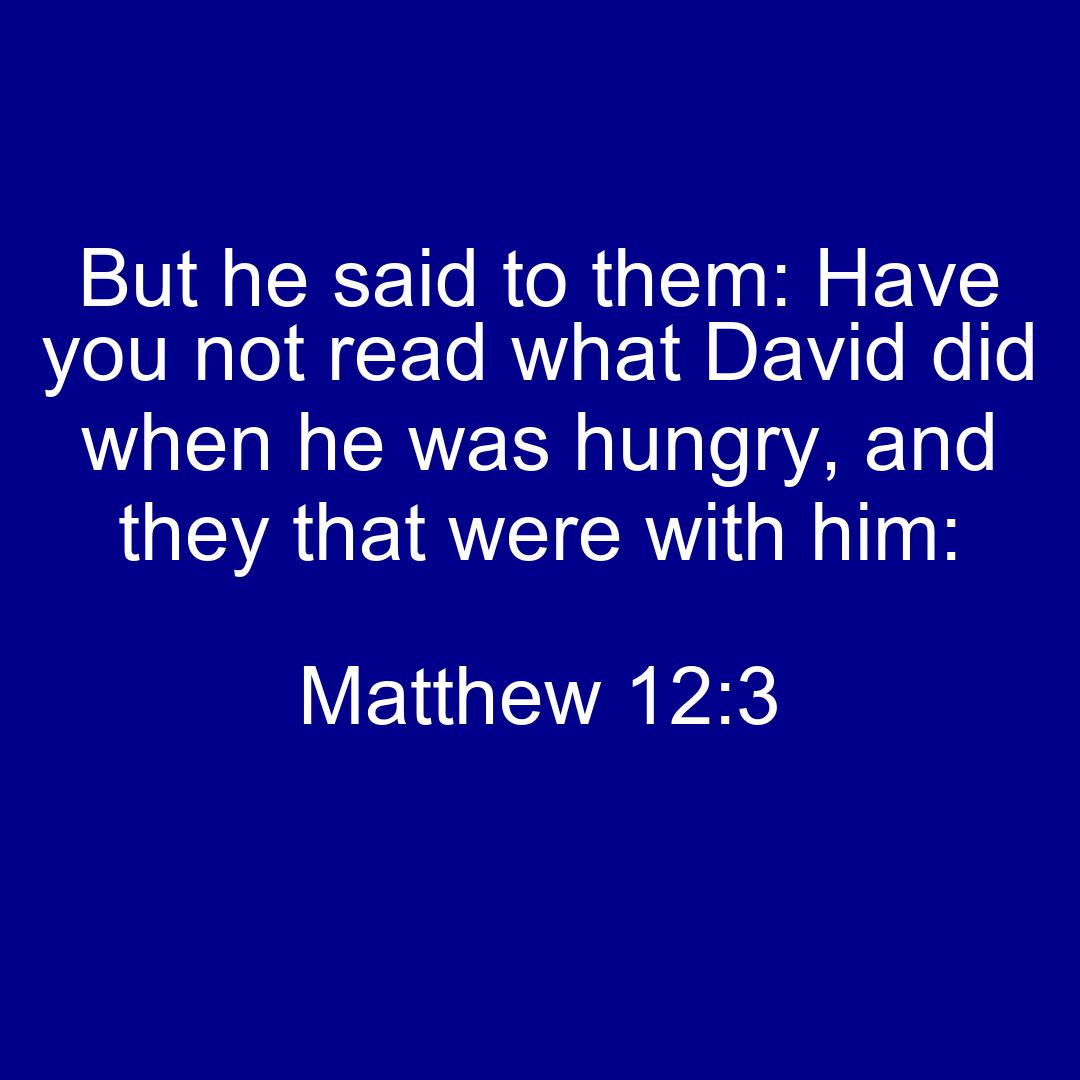 But he said to them: Have
you not read what David did
when he was hungry, and
they that were with him:
Matthew 12:3